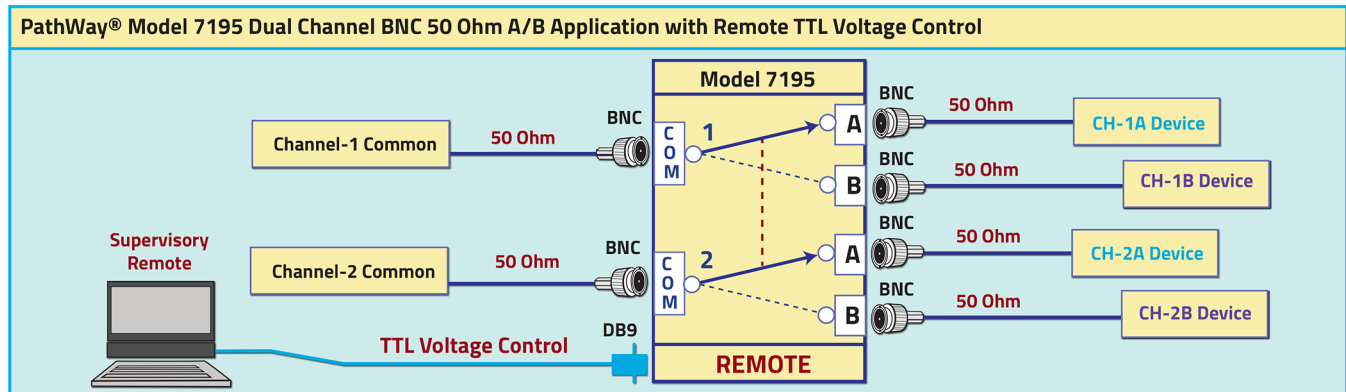 PathWay® Model 7195 Dual Channel BNC 50 Ohm A/B Application with Remote TTL Voltage Control
Model 7195
Channel-1 Common
50 Ohm
BNC
COM
1
A
BNC
50 Ohm
CH-1A Device
B
BNC
50 Ohm
CH-1B Device
Supervisory
Remote
Channel-2 Common
50 Ohm
BNC
COM
2
A
BNC
50 Ohm
CH-2A Device
B
BNC
50 Ohm
CH-2B Device
TTL Voltage Control
DB9
REMOTE